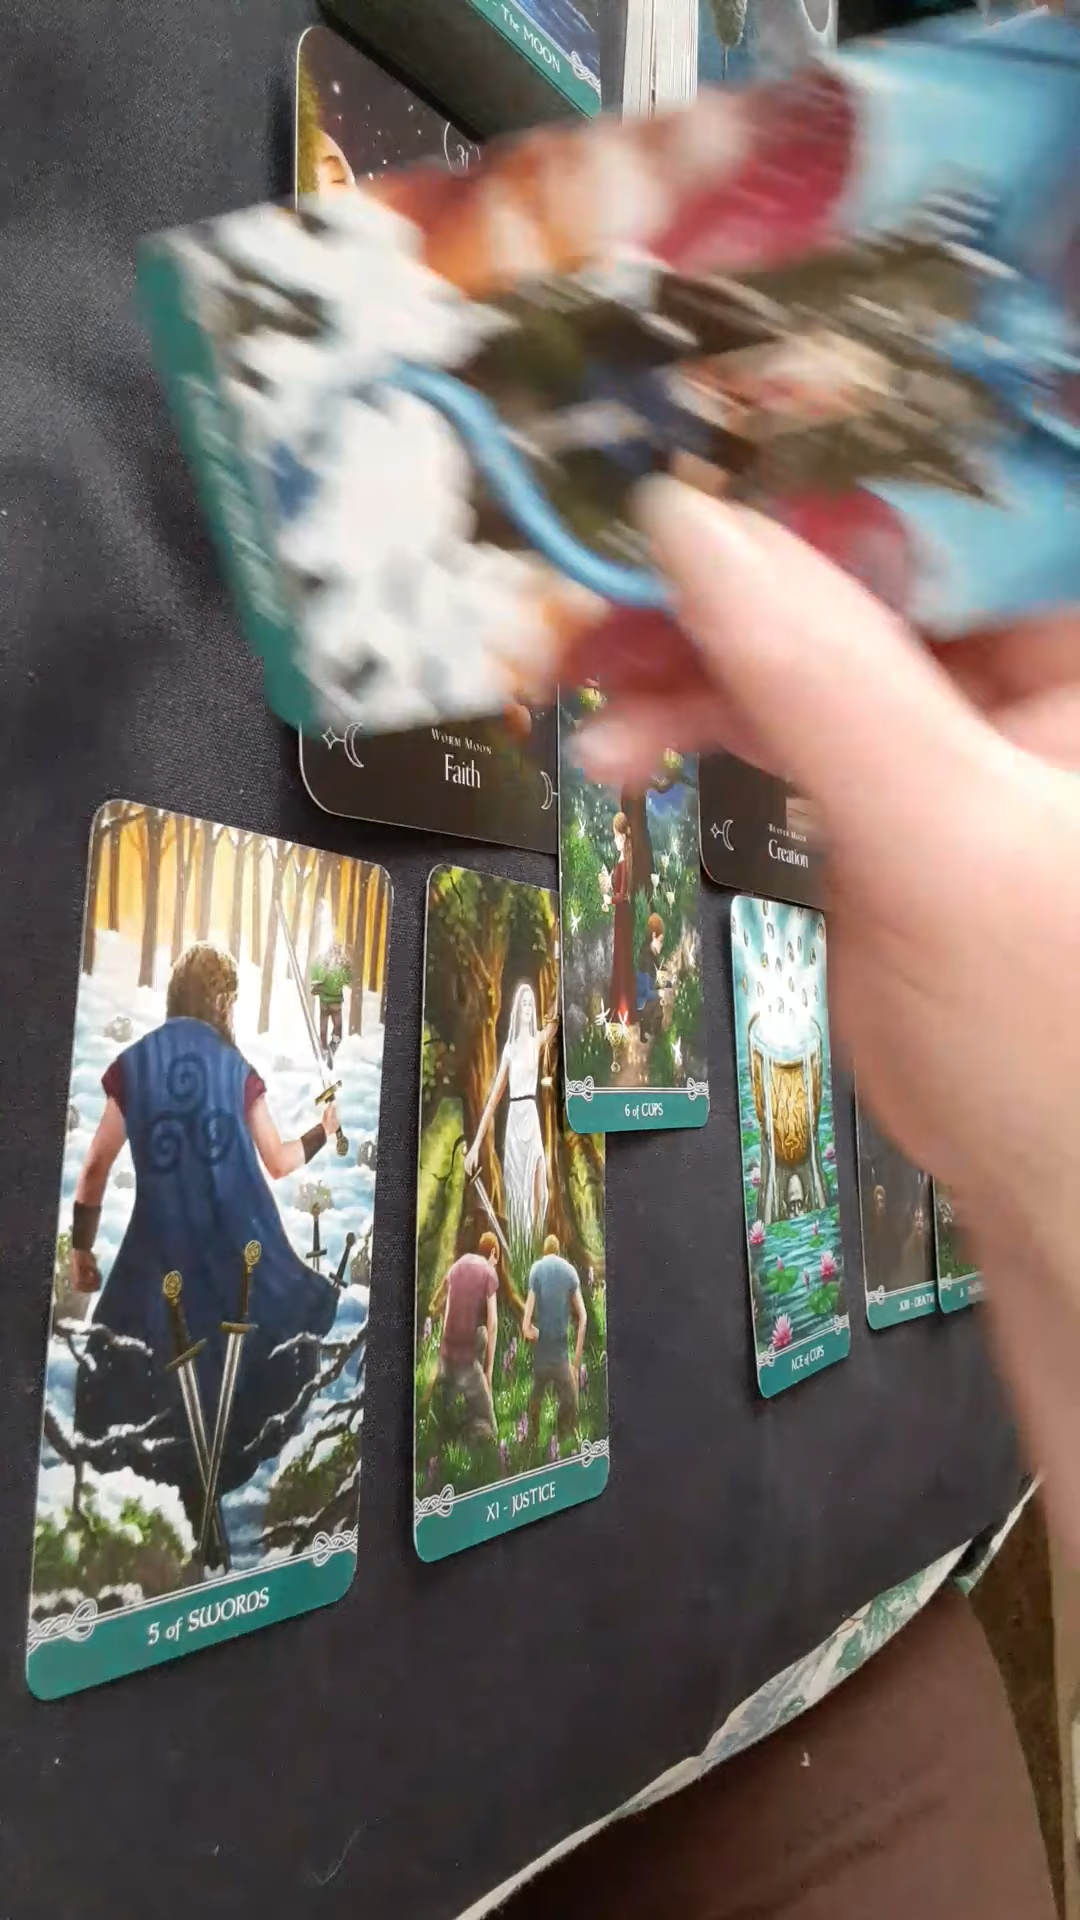 The MOON
31
WORM MOON
Faith
Creation
6 of CUPS
ACE of CUPS
XIII - DEATH
XI - JUSTICE
5 of SWORDS